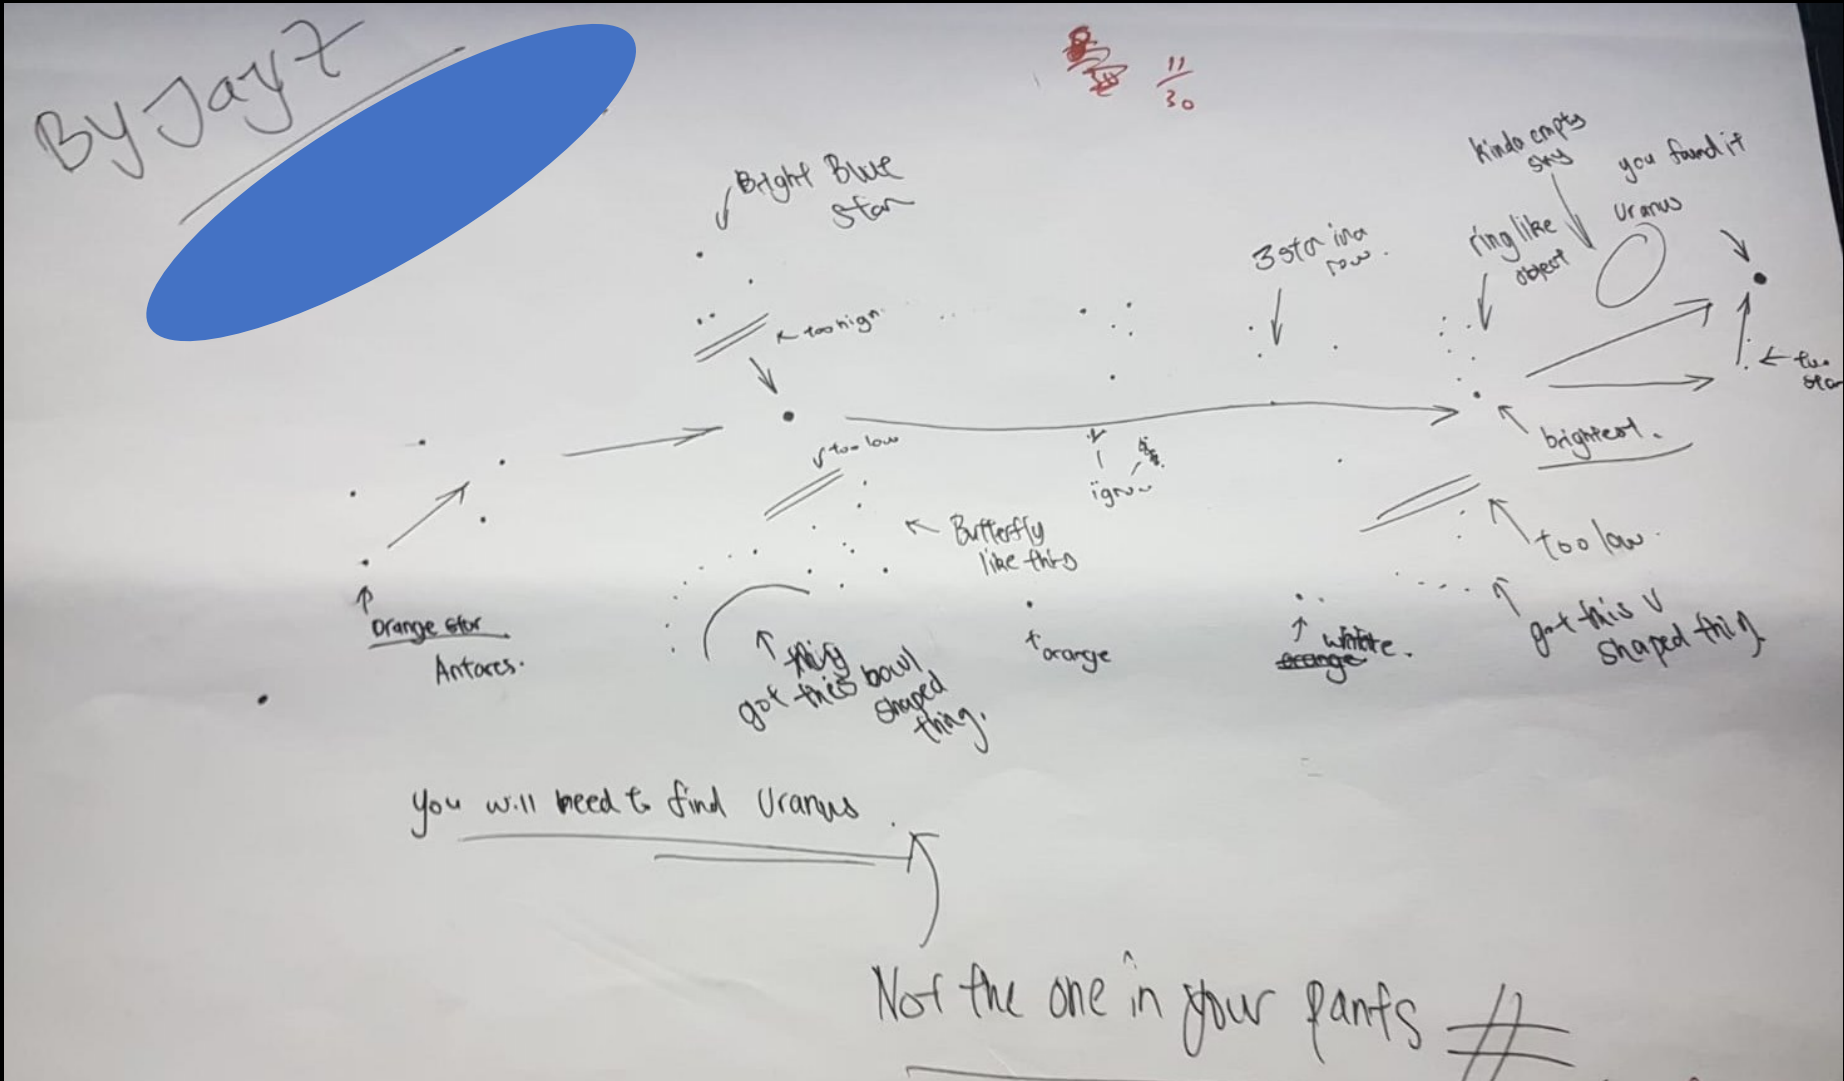 By Jay Z
11
30
Bright Blue
star
too high
kinda empty
sky
you found it
Uranus
3 star in a
row.
ring like
object
too low
ignore
brightest.
star
too low.
Butterfly
like this
Orange star
Antares.
thing
got this bowl
shaped
thing.
orange
white.
orange
got this V
shaped thing.
you will need to find Uranus.
Not the one in your pants